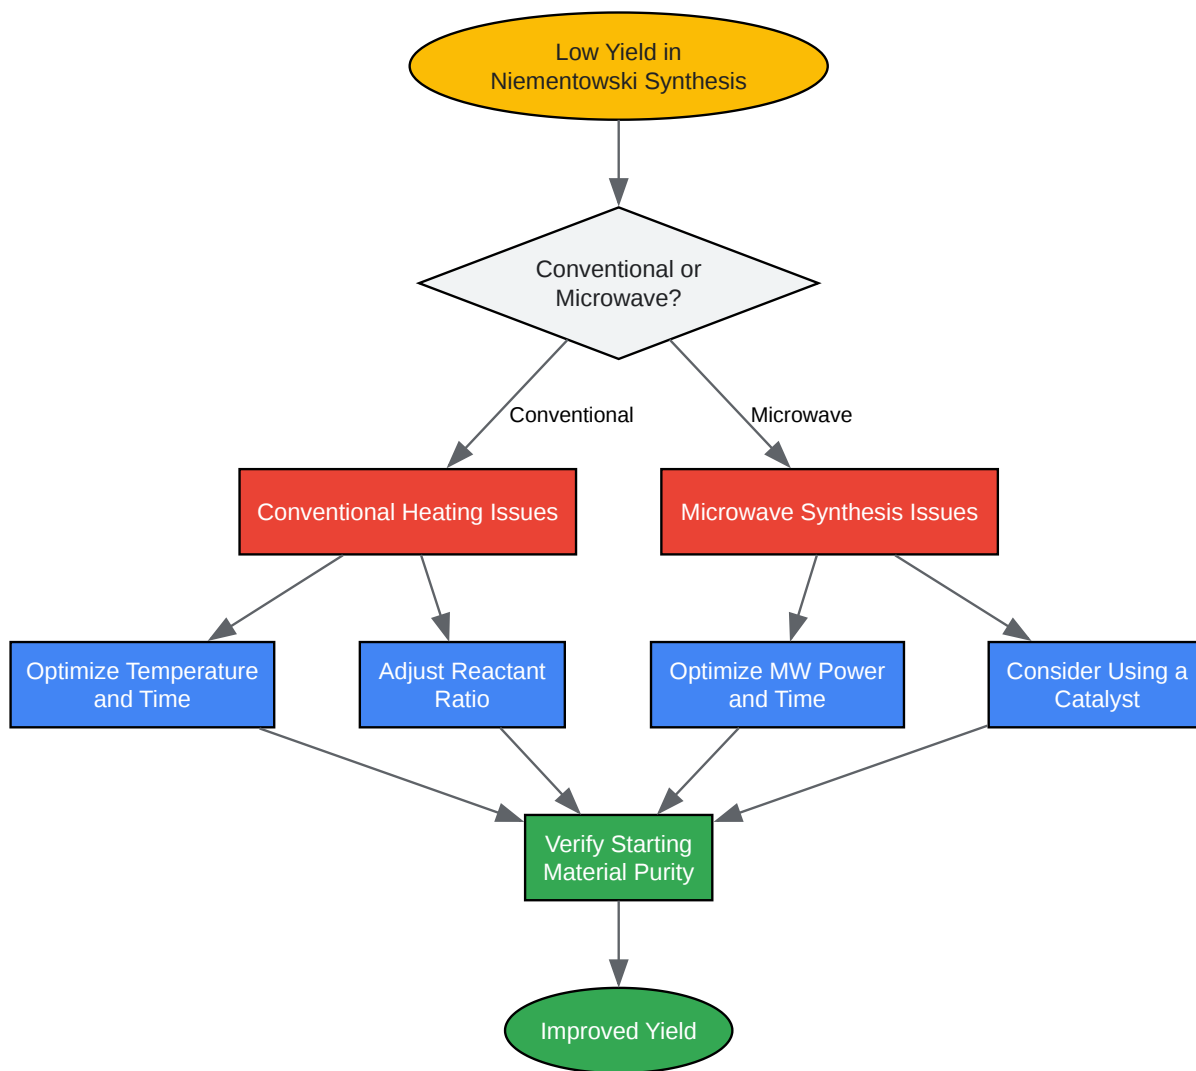 Low Yield in
Niementowski Synthesis
Conventional or
Microwave?
Conventional
Microwave
Conventional Heating Issues
Microwave Synthesis Issues
Optimize Temperature
and Time
Adjust Reactant
Ratio
Optimize MW Power
and Time
Consider Using a
Catalyst
Verify Starting
Material Purity
Improved Yield